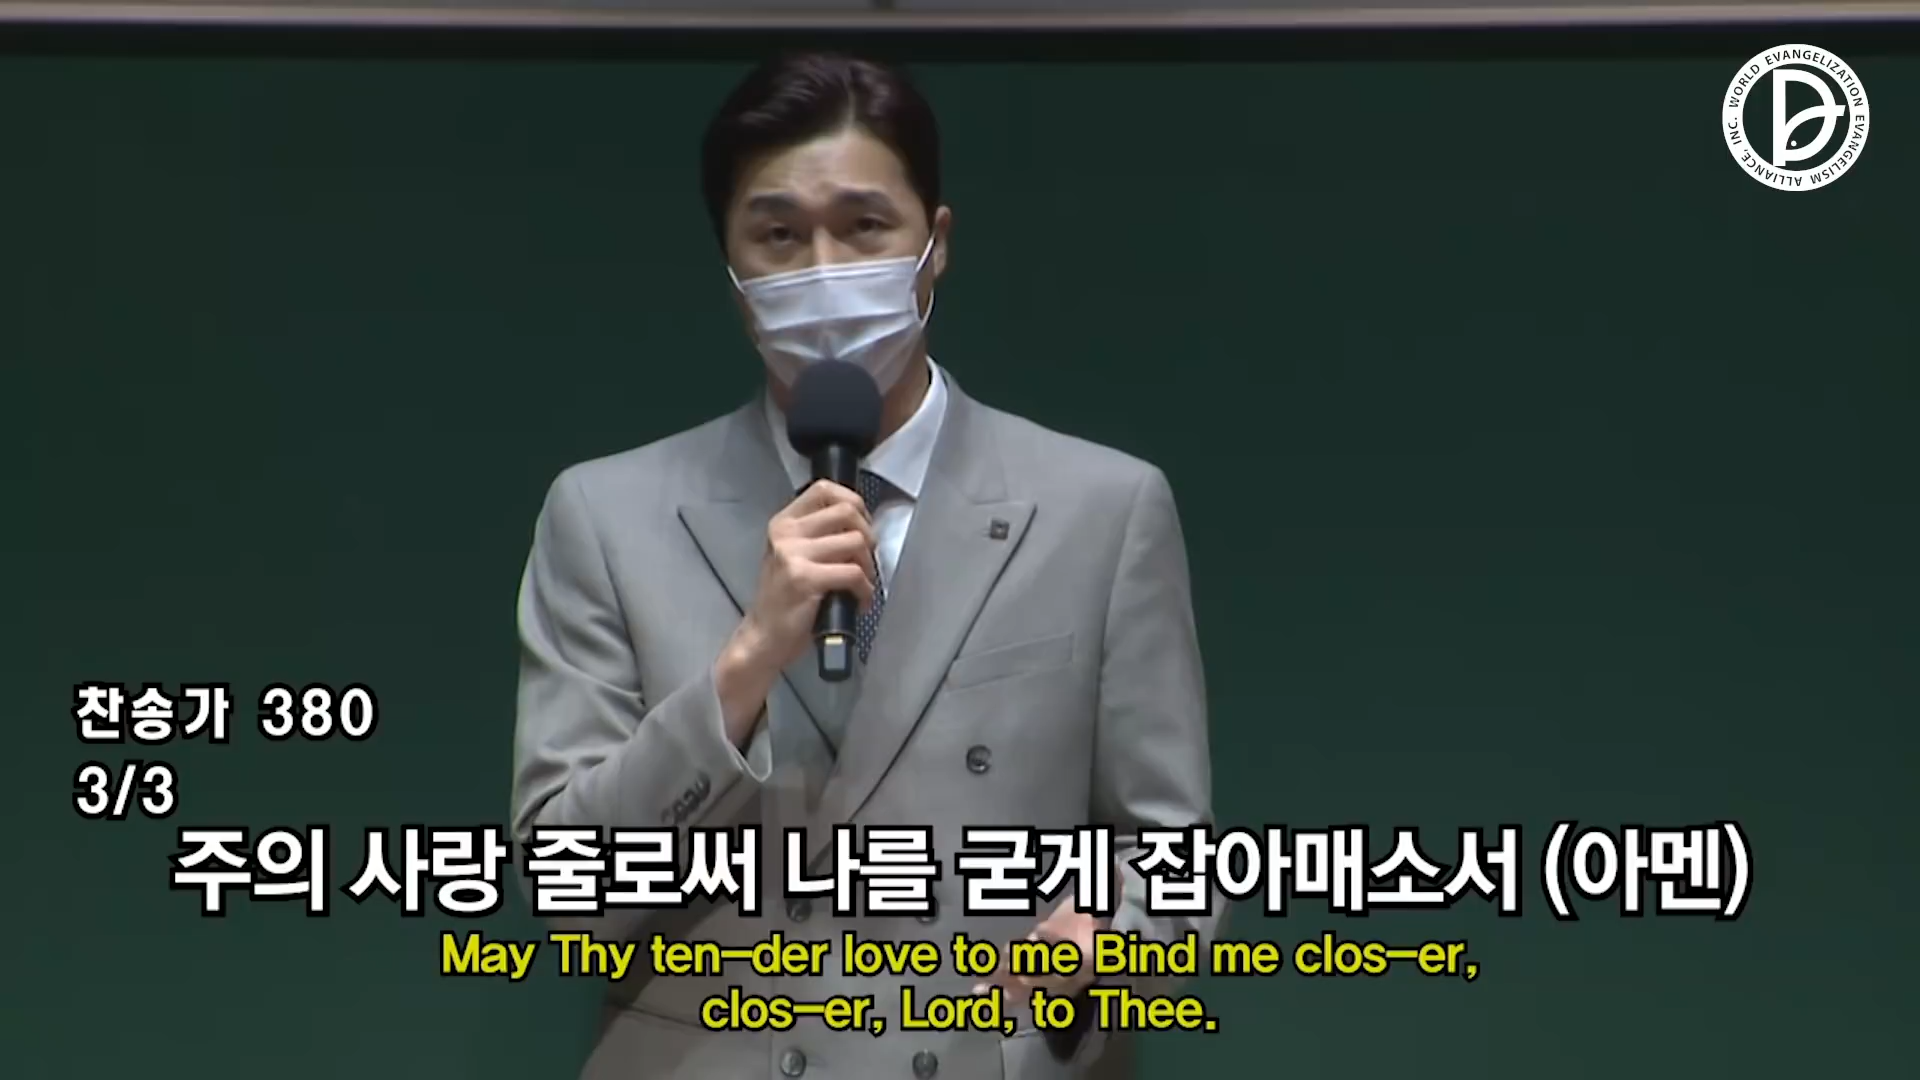 WORLD EVANGELIZATION EVANGELISM ALLIANCE, INC.
찬송가 380
3/3
주의 사랑 줄로써 나를 굳게 잡아매소서 (아멘)
May Thy ten-der love to me Bind me clos-er,
clos-er, Lord, to Thee.